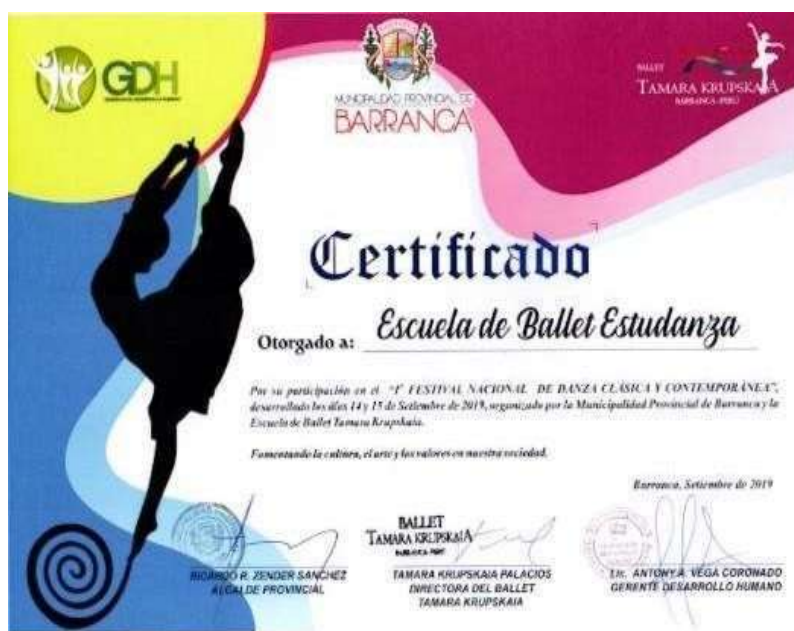 GDH
MUNICIPALIDAD PROVINCIAL DE
BARRANCA
BALLET
TAMARA KRUPSKAIA
BARRANCA-PERÚ
Certificado
Otorgado a: Escuela de Ballet Estudanza
Por su participación en el "1° FESTIVAL NACIONAL DE DANZA CLÁSICA Y CONTEMPORÁNEA",
desarrollado los días 14 y 15 de Setiembre de 2019, organizado por la Municipalidad Provincial de Barranca y la
Escuela de Ballet Tamara Krupskaia.
Fomentando la cultura, el arte y los valores en nuestra sociedad.
Barranca, Setiembre de 2019
BALLET
TAMARA KRUPSKAIA
BARRANCA-PERÚ
RICARDO R. ZENDER SANCHEZ
ALCALDE PROVINCIAL
TAMARA KRUPSKAIA PALACIOS
DIRECTORA DEL BALLET
TAMARA KRUPSKAIA
Lic. ANTONY A. VEGA CORONADO
GERENTE DESARROLLO HUMANO